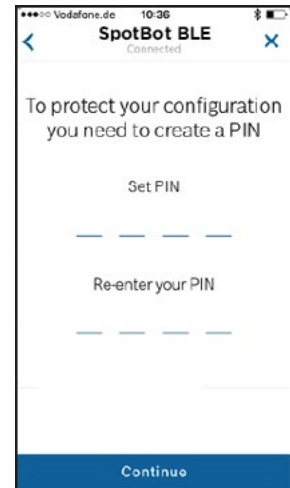 Vodafone.de 10:36
SpotBot BLE
Connected
To protect your configuration
you need to create a PIN
Set PIN
Re-enter your PIN
Continue